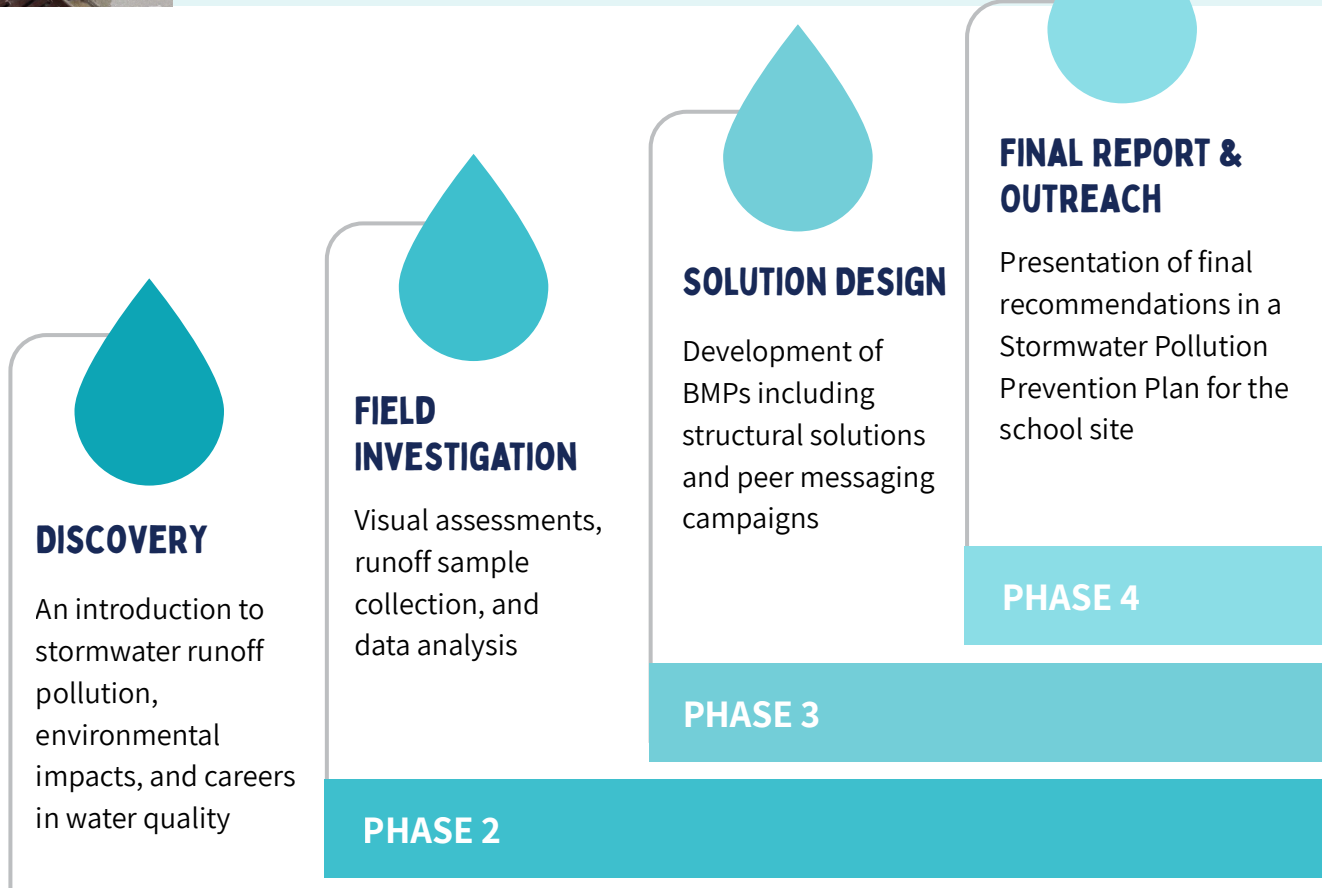 DISCOVERY
An introduction to
stormwater runoff
pollution,
environmental
impacts, and careers
in water quality
FIELD
INVESTIGATION
Visual assessments,
runoff sample
collection, and
data analysis
PHASE 2
SOLUTION DESIGN
Development of
BMPs including
structural solutions
and peer messaging
campaigns
PHASE 3
FINAL REPORT &
OUTREACH
Presentation of final
recommendations in a
Stormwater Pollution
Prevention Plan for the
school site
PHASE 4